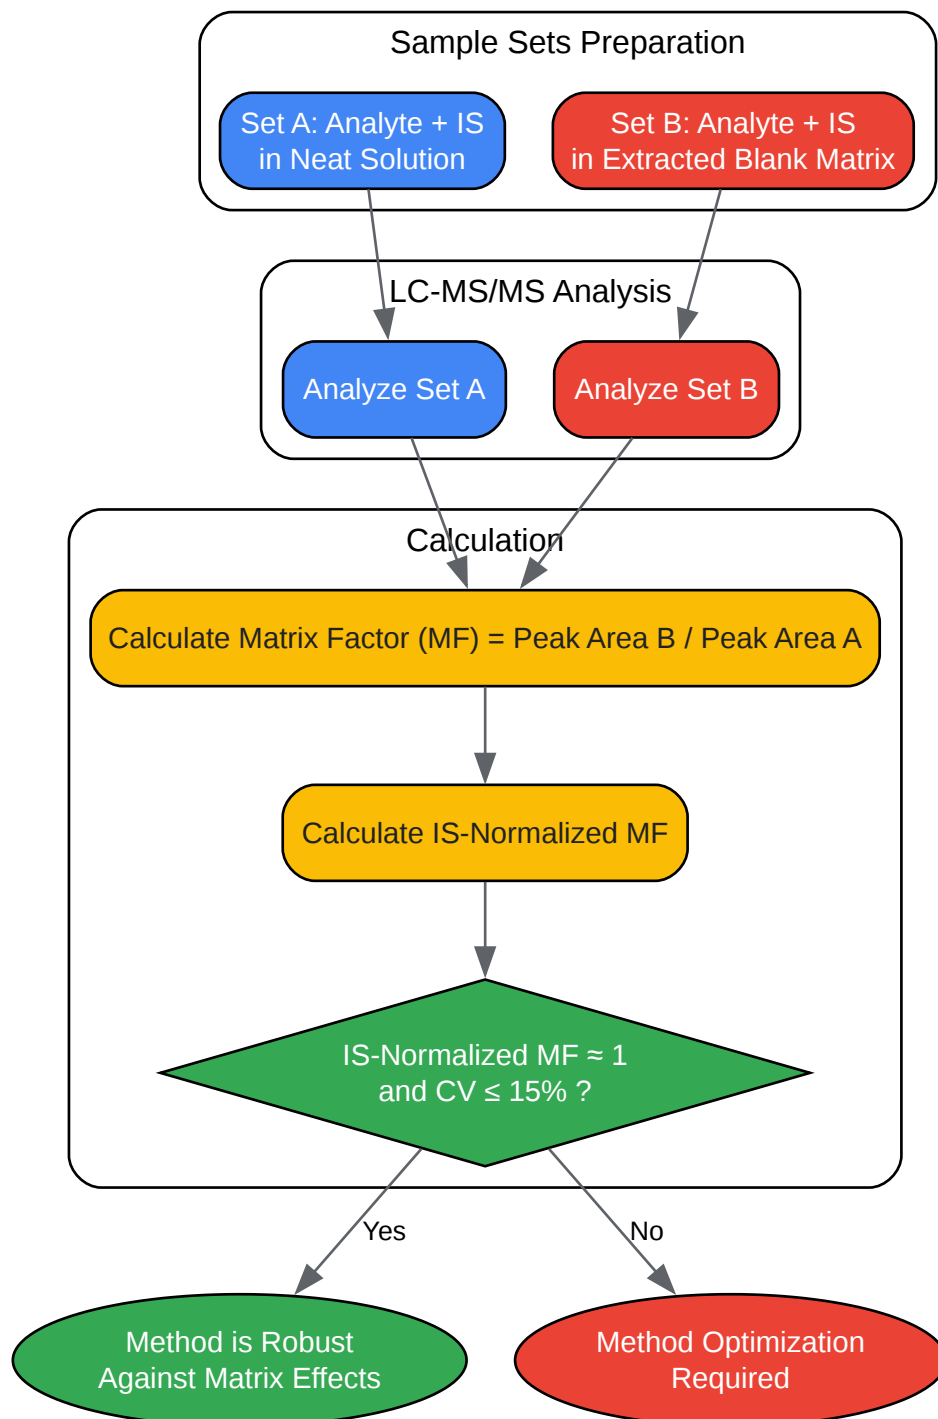 Sample Sets Preparation
Set A: Analyte + IS
in Neat Solution
Set B: Analyte + IS
in Extracted Blank Matrix
LC-MS/MS Analysis
Analyze Set A
Analyze Set B
Calculation
Calculate Matrix Factor (MF) = Peak Area B / Peak Area A
Calculate IS-Normalized MF
IS-Normalized MF ≈ 1
and CV ≤ 15% ?
Yes
No
Method is Robust
Against Matrix Effects
Method Optimization
Required